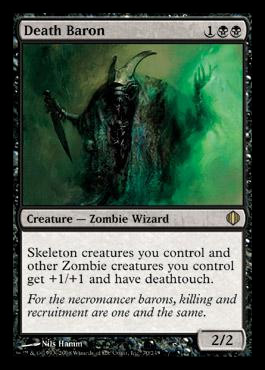 Death Baron 1
Creature — Zombie Wizard
Skeleton creatures you control and
other Zombie creatures you control
get +1/+1 and have deathtouch.
For the necromancer barons, killing and
recruitment are one and the same.
Nils Hamm
2/2